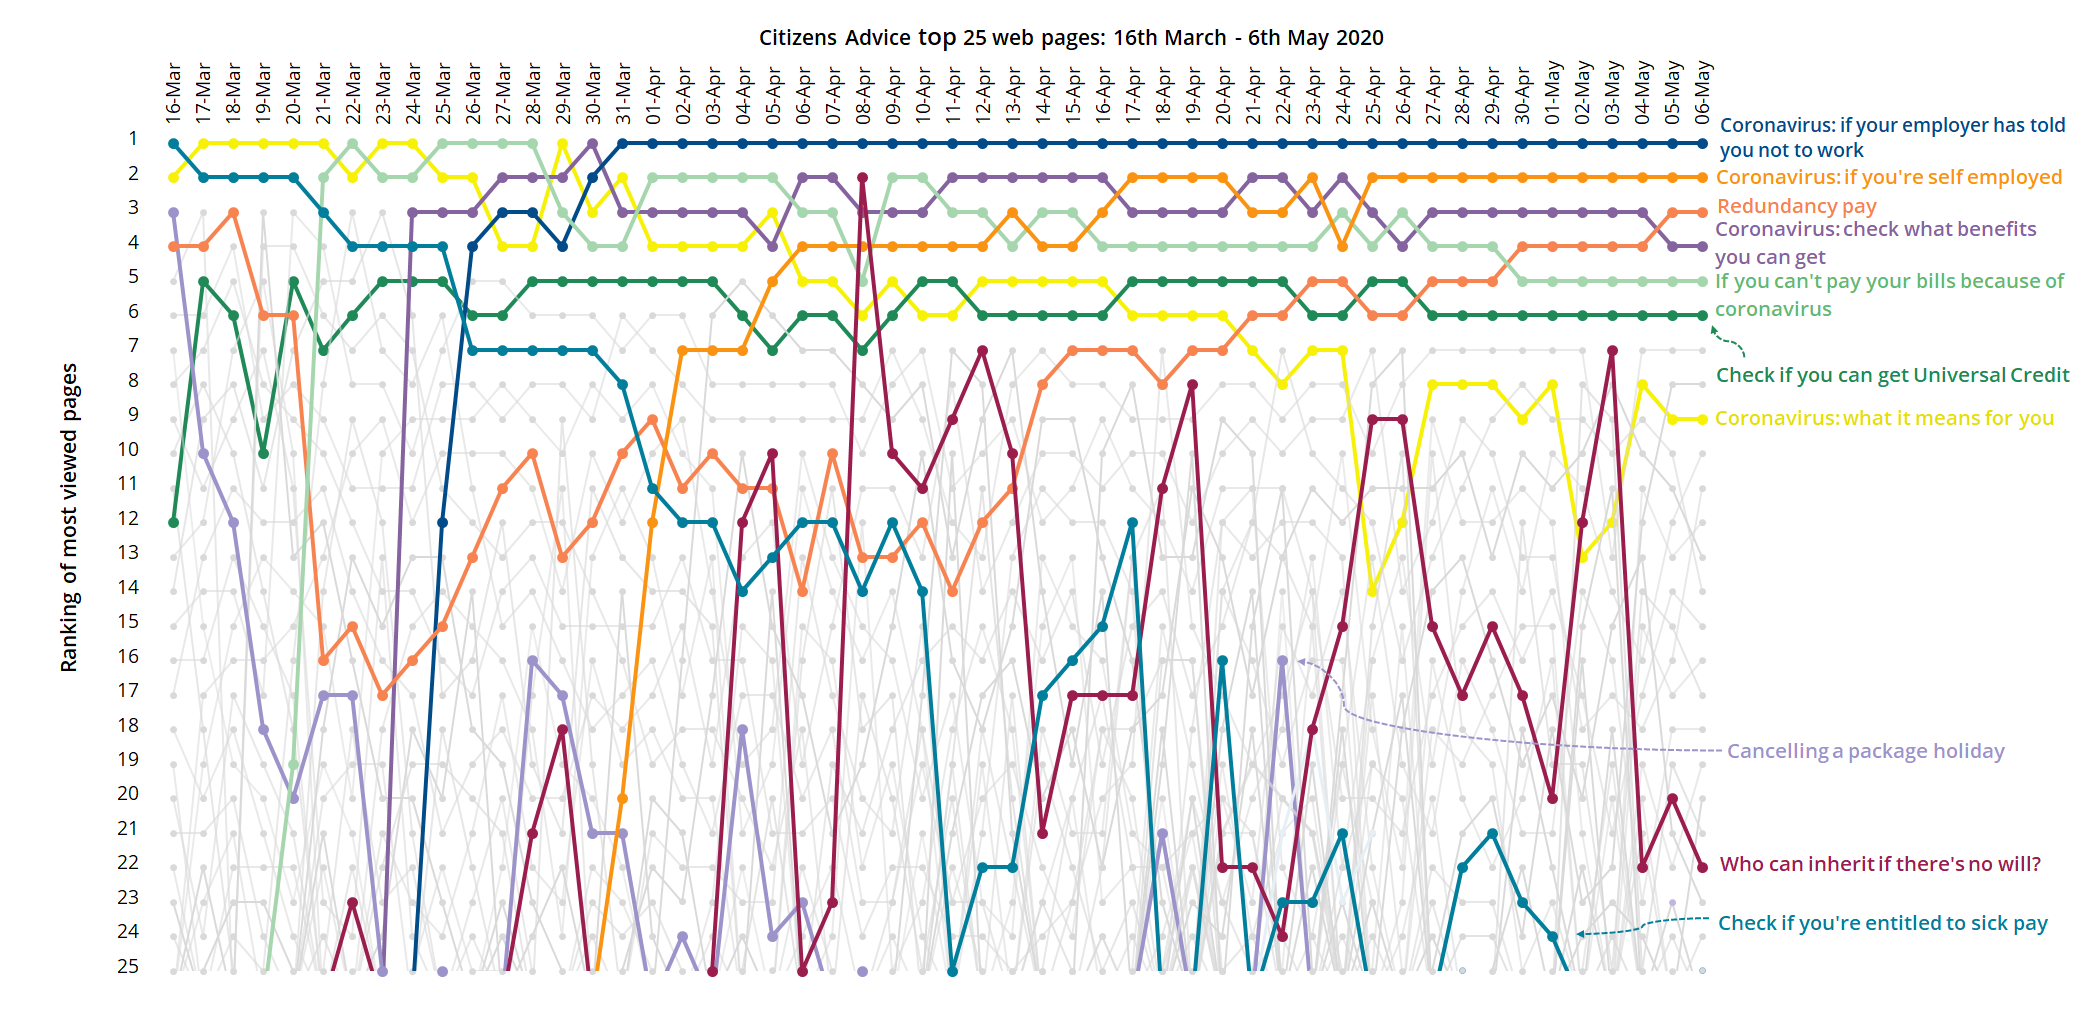 Citizens Advice top 25 web pages: 16th March - 6th May 2020
16-Mar
17-Mar
18-Mar
19-Mar
20-Mar
21-Mar
22-Mar
23-Mar
24-Mar
25-Mar
26-Mar
27-Mar
28-Mar
29-Mar
30-Mar
31-Mar
01-Apr
02-Apr
03-Apr
04-Apr
05-Apr
06-Apr
07-Apr
08-Apr
09-Apr
10-Apr
11-Apr
12-Apr
13-Apr
14-Apr
15-Apr
16-Apr
17-Apr
18-Apr
19-Apr
20-Apr
21-Apr
22-Apr
23-Apr
24-Apr
25-Apr
26-Apr
27-Apr
28-Apr
29-Apr
30-Apr
01-May
02-May
03-May
04-May
05-May
06-May
Ranking of most viewed pages
1
2
3
4
5
6
7
8
9
10
11
12
13
14
15
16
17
18
19
20
21
22
23
24
25
Coronavirus: if your employer has told
you not to work
Coronavirus: if you're self employed
Redundancy pay
Coronavirus: check what benefits
you can get
If you can't pay your bills because of
coronavirus
Check if you can get Universal Credit
Coronavirus: what it means for you
Cancelling a package holiday
Who can inherit if there's no will?
Check if you're entitled to sick pay